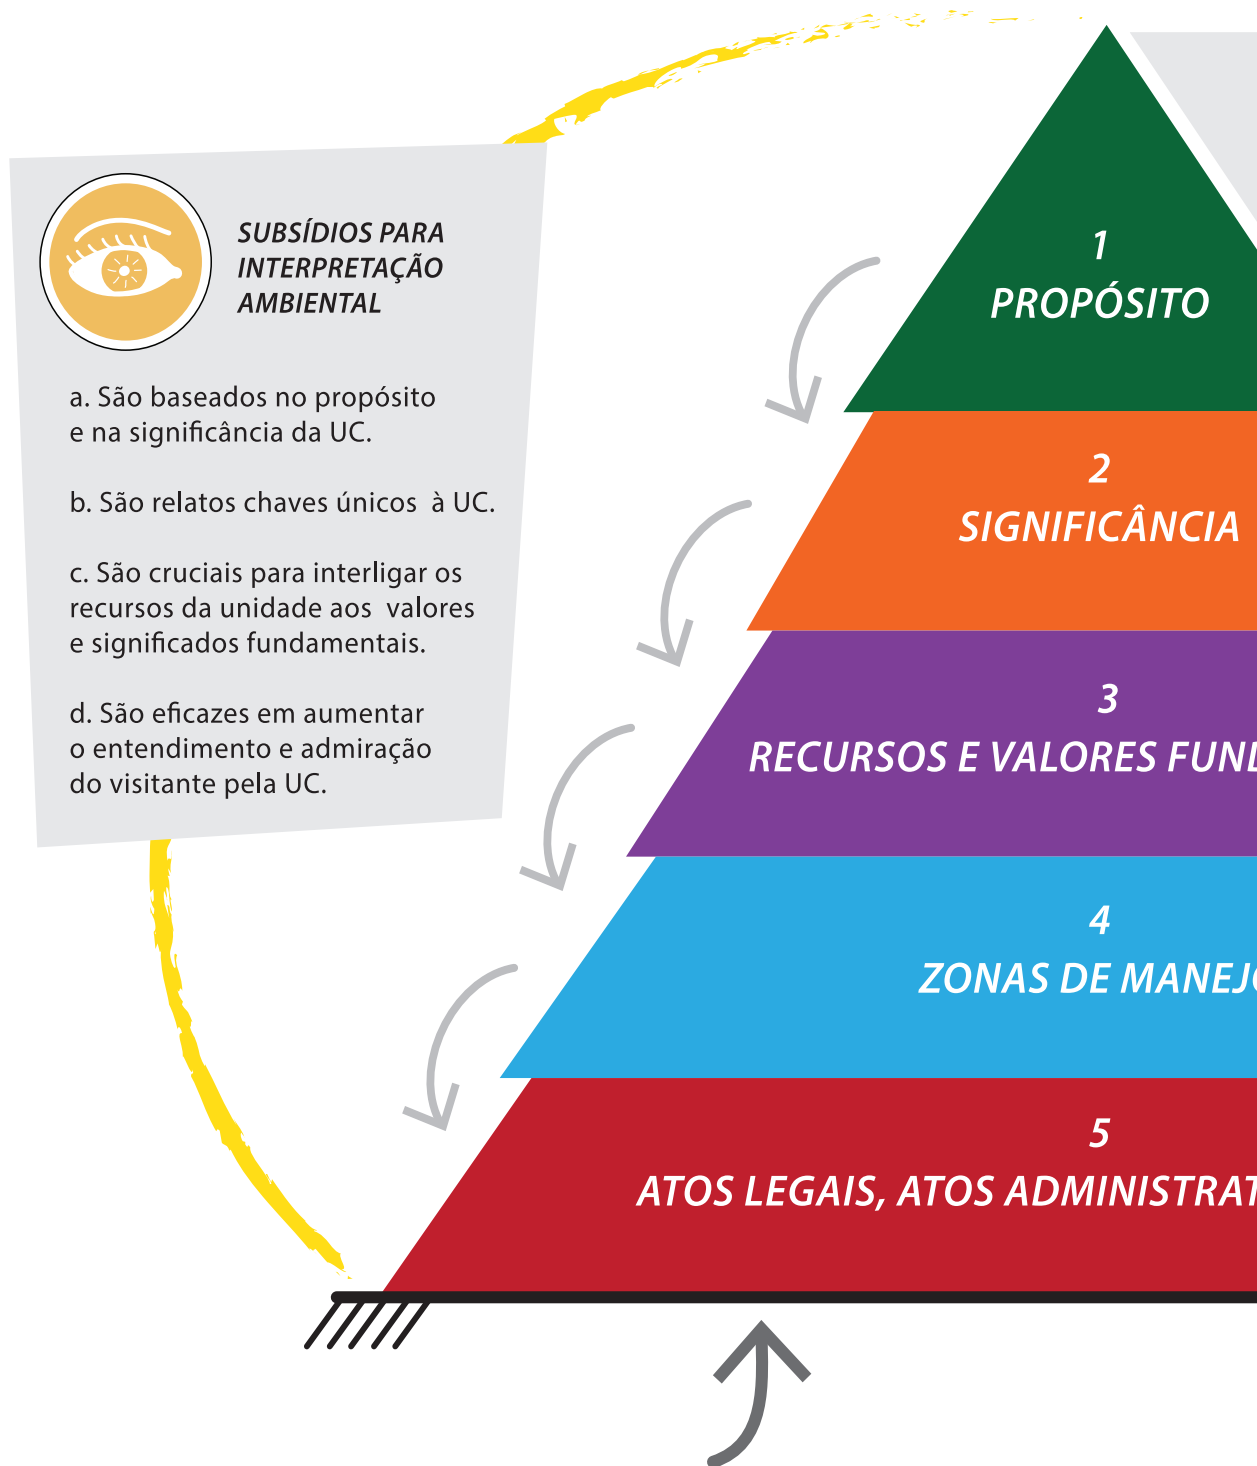 SUBSÍDIOS PARA
INTERPRETAÇÃO
AMBIENTAL
a. São baseados no propósito
e na significância da UC.
b. São relatos chaves únicos à UC.
c. São cruciais para interligar os
recursos da unidade aos valores
e significados fundamentais.
d. São eficazes em aumentar
o entendimento e admiração
do visitante pela UC.
1
PROPÓSITO
2
SIGNIFICÂNCIA
3
RECURSOS E VALORES
4
ZONAS DE MANEJO
5
ATOS LEGAIS, ATOS